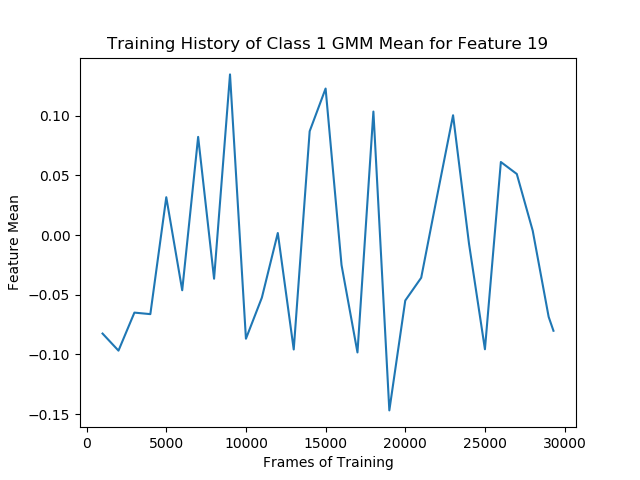 Training History of Class 1 GMM Mean for Feature 19
0.10
0.05
0.00
−0.05
−0.10
−0.15
Feature Mean
0 5000 10000 15000 20000 25000 30000
Frames of Training